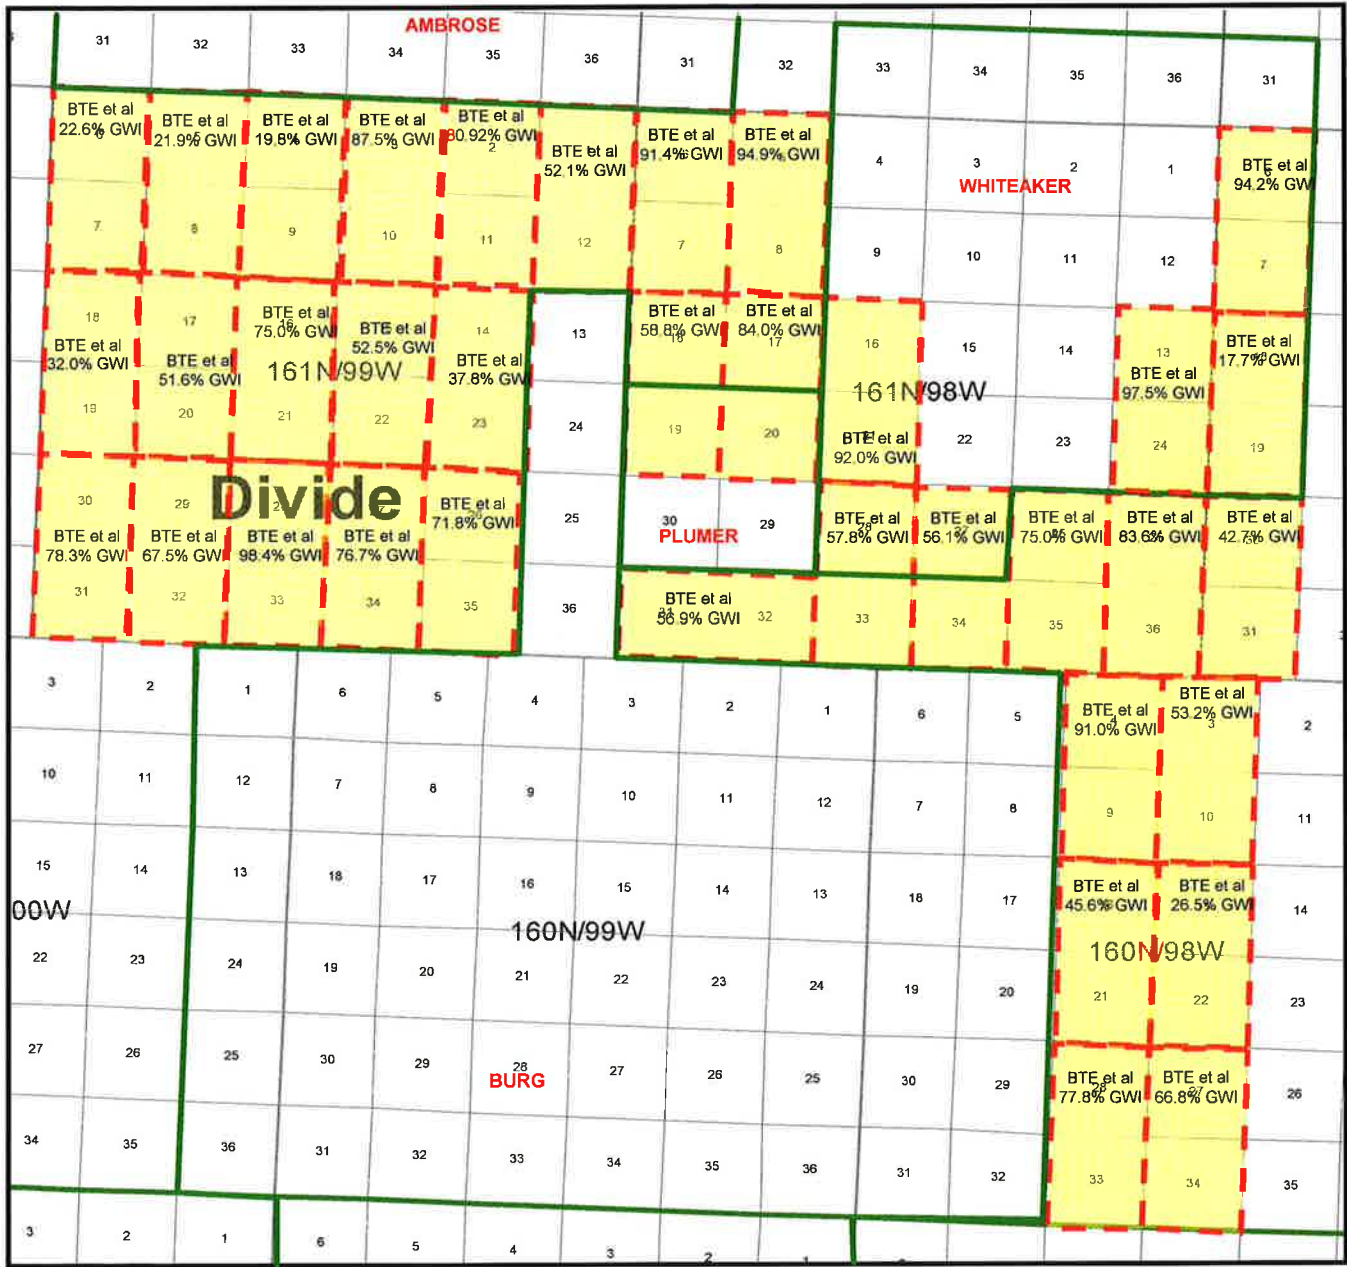 AMBROSE
31 32 33 34 35 36 31 32 33 34 35 36 31
BTE et al
22.6% GWI
BTE et al
21.9% GWI
BTE et al
19.8% GWI
BTE et al
87.5% GWI
BTE et al
80.92% GWI
2
BTE et al
52.1% GWI
BTE et al
91.4% GWI
BTE et al
94.9% GWI
4 3 2 1
WHITEAKER
BTE et al
94.2% GWI
7 8 9 10 11 12 7 8 9 10 11 12 7
18 17
BTE et al
32.0% GWI
BTE et al
51.6% GWI
BTE et al
75.0% GWI
BTE et al
52.5% GWI
14
BTE et al
37.8% GWI
161N/99W
13
BTE et al
58.8% GWI
BTE et al
84.0% GWI
17
16 15 14 13
BTE et al
97.5% GWI
BTE et al
17.7% GWI
161N/98W
19 20 21 22 23 24 19 20
BTE et al
92.0% GWI
22 23 24 19
Divide
30 29
BTE et al
78.3% GWI
BTE et al
67.5% GWI
BTE et al
98.4% GWI
BTE et al
76.7% GWI
BTE et al
71.8% GWI
25 30 29
PLUMER
BTE et al
57.8% GWI
BTE et al
56.1% GWI
BTE et al
75.0% GWI
BTE et al
83.6% GWI
BTE et al
42.7% GWI
31 32 33 34 35 36
BTE et al
56.9% GWI
32 33 34 35 36 31
3 2 1 6 5 4 3 2 1 6 5
BTE et al
91.0% GWI
BTE et al
53.2% GWI
3 2
10 11 12 7 8 9 10 11 12 7 8 9 10 11
15 14 13 18 17 16 15 14 13 18 17
BTE et al
45.6% GWI
BTE et al
26.5% GWI
14
00W
160N/99W
160N/98W
22 23 24 19 20 21 22 23 24 19 20 21 22 23
27 26 25 30 29 28 27 26 25 30 29
BURG
BTE et al
77.8% GWI
BTE et al
66.8% GWI
26
34 35 36 31 32 33 34 35 36 31 32 33 34 35
3 2 1 6 5 4 3 2 1